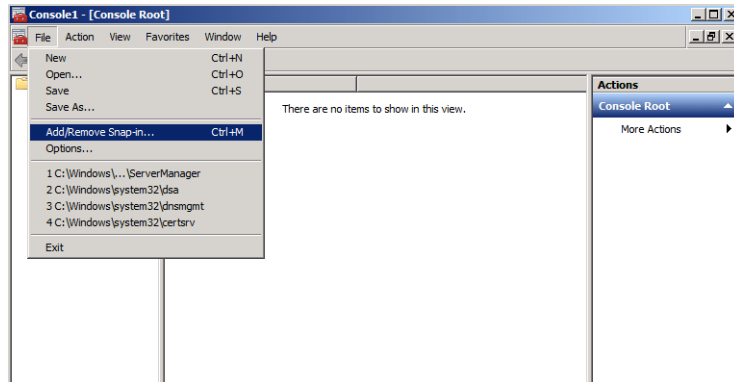 Console1 - [Console Root]
File Action View Favorites Window Help
New Ctrl+N
Open... Ctrl+O
Save Ctrl+S
Save As...
Add/Remove Snap-in... Ctrl+M
Options...
1 C:\Windows\...\ServerManager
2 C:\Windows\system32\dsa
3 C:\Windows\system32\dnsmgmt
4 C:\Windows\system32\certsrv
Exit
There are no items to show in this view.
Actions
Console Root
More Actions